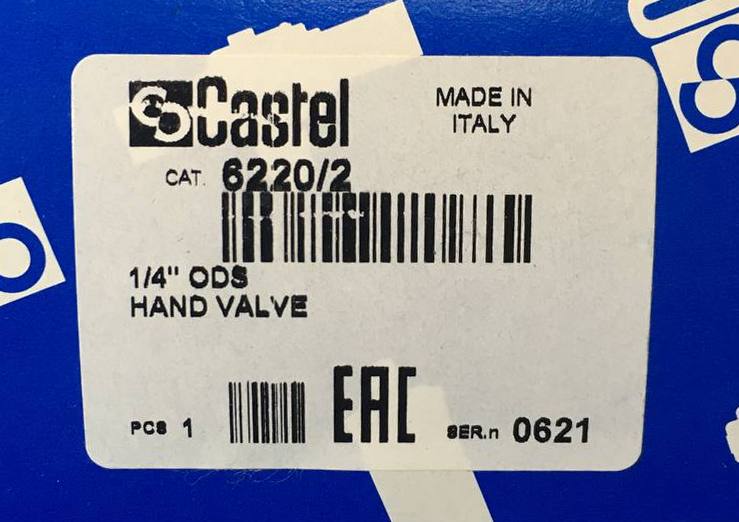 Castel
MADE IN
ITALY
CAT. 6220/2
1/4" ODS
HAND VALVE
PCS 1
EAC
SER.n 0621